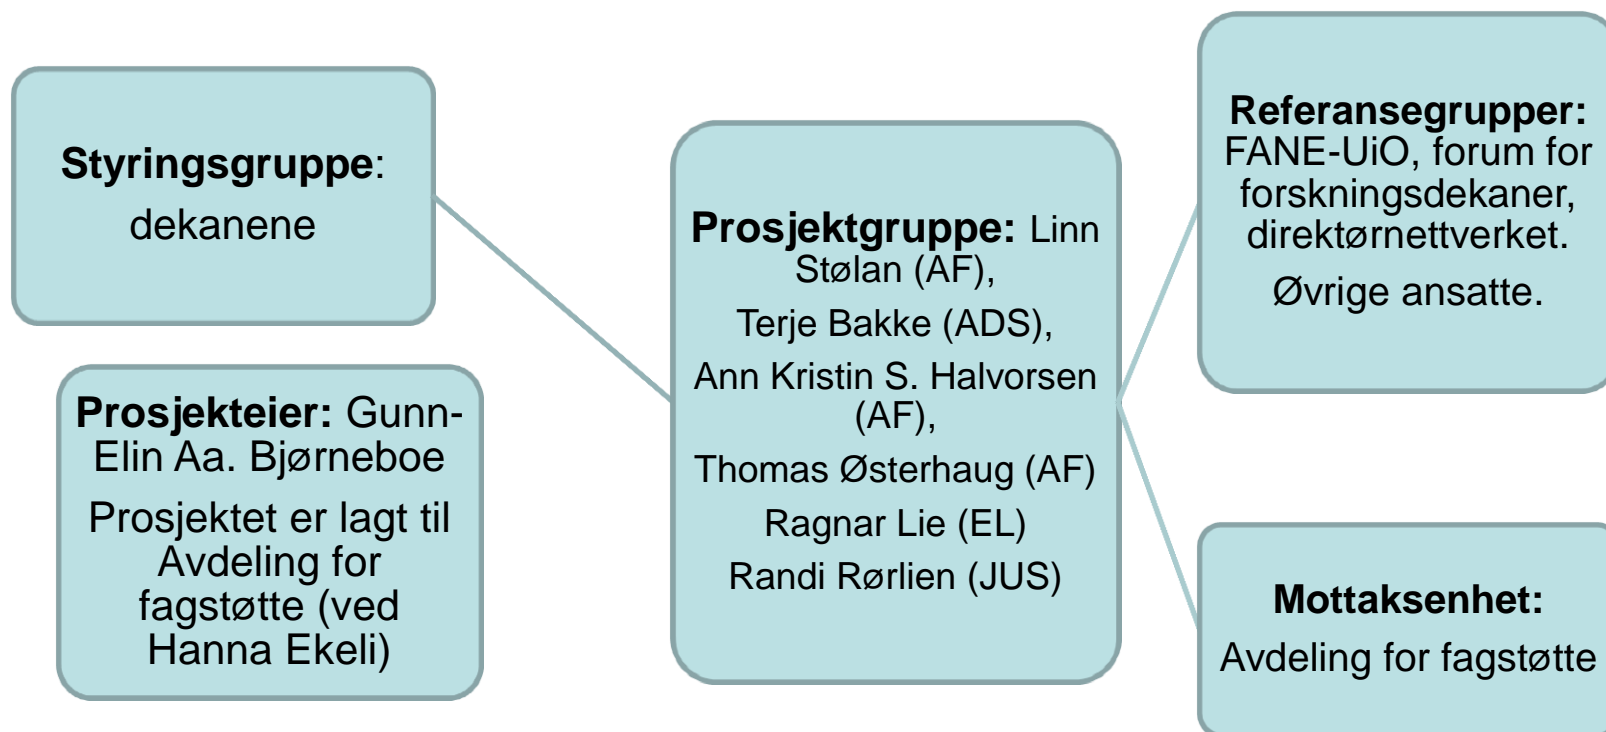 Styringsgruppe:
dekanene
Prosjekteier: Gunn-
Elin Aa. Bjørneboe
Prosjektet er lagt til
Avdeling for
fagstøtte (ved
Hanna Ekeli)
Prosjektgruppe: Linn
Stølan (AF),
Terje Bakke (ADS),
Ann Kristin S. Halvorsen
(AF),
Thomas Østerhaug (AF)
Ragnar Lie (EL)
Randi Rørlien (JUS)
Referansegrupper:
FANE-UiO, forum for
forskningsdekaner,
direktørnettverket.
Øvrige ansatte.
Mottaksenhet:
Avdeling for fagstøtte